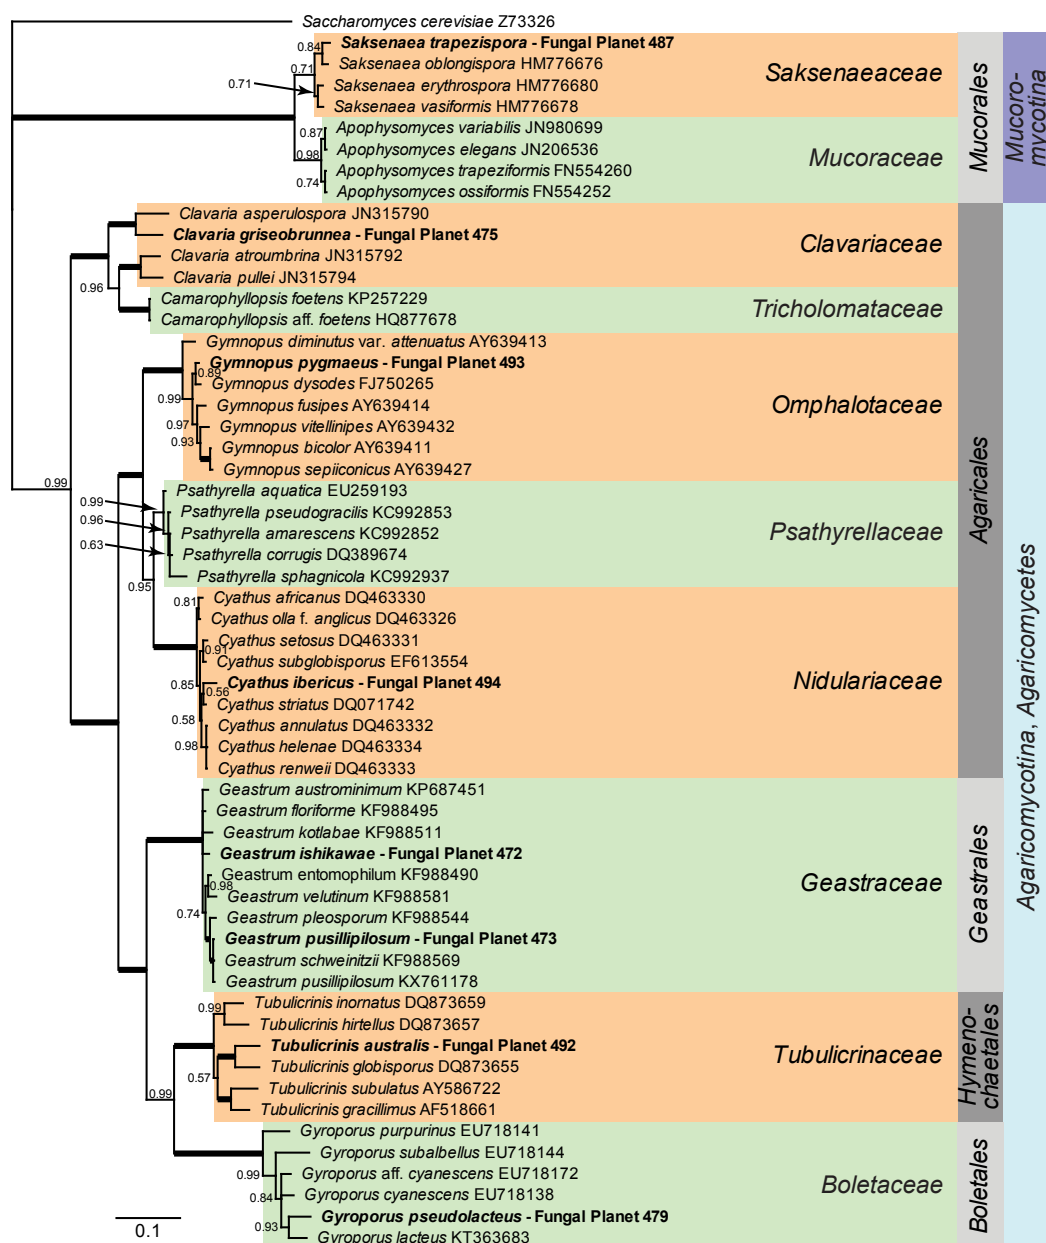 Saccharomyces cerevisiae Z73326
0.84
Saksenaea trapezispora - Fungal Planet 487
0.71
Saksenaea oblongispora HM776676
0.71
Saksenaea erythrospora HM776680
Saksenaea vasiformis HM776678
Saksenaeaceae
0.87
Apophysomyces variabilis JN980699
Apophysomyces elegans JN206536
0.98
Apophysomyces trapeziformis FN554260
0.74
Apophysomyces ossiformis FN554252
Mucoraceae
Mucorales
Mucoro-
mycotina
Clavaria asperulospora JN315790
Clavaria griseobrunnea - Fungal Planet 475
Clavaria atroumbrina JN315792
Clavaria pullei JN315794
Clavariaceae
0.96
Camarophyllopsis foetens KP257229
Camarophyllopsis aff. foetens HQ877678
Tricholomataceae
Gymnopus diminutus var. attenuatus AY639413
Gymnopus pygmaeus - Fungal Planet 493
0.89
Gymnopus dysodes FJ750265
0.99
Gymnopus fusipes AY639414
0.97
Gymnopus vitellinipes AY639432
0.93
Gymnopus bicolor AY639411
Gymnopus sepiiconicus AY639427
Omphalotaceae
0.99
Psathyrella aquatica EU259193
0.99
Psathyrella pseudogracilis KC992853
0.96
Psathyrella amarescens KC992852
0.63
Psathyrella corrugis DQ389674
Psathyrella sphagnicola KC992937
Psathyrellaceae
0.95
Cyathus africanus DQ463330
0.81
Cyathus olla f. anglicus DQ463326
Cyathus setosus DQ463331
0.91
Cyathus subglobisporus EF613554
0.85
Cyathus ibericus - Fungal Planet 494
0.56
Cyathus striatus DQ071742
0.58
Cyathus annulatus DQ463332
0.98
Cyathus helenae DQ463334
Cyathus renweii DQ463333
Nidulariaceae
Agaricales
Geastrum austrominimum KP687451
Geastrum floriforme KF988495
Geastrum kotlabae KF988511
Geastrum ishikawae - Fungal Planet 472
Geastrum entomophilum KF988490
0.98
Geastrum velutinum KF988581
0.74
Geastrum pleosporum KF988544
Geastrum pusillipilosum - Fungal Planet 473
Geastrum schweinitzii KF988569
Geastrum pusillipilosum KX761178
Geastraceae
Geastrales
Tubulicrinis inornatus DQ873659
0.99
Tubulicrinis hirtellus DQ873657
Tubulicrinis australis - Fungal Planet 492
Tubulicrinis globisporus DQ873655
0.57
Tubulicrinis subulatus AY586722
0.99
Tubulicrinis gracillimus AF518661
Tubulicrinaceae
Hymeno-
chaetales
Gyroporus purpurinus EU718141
Gyroporus subalbellus EU718144
0.99
Gyroporus aff. cyanescens EU718172
0.84
Gyroporus cyanescens EU718138
Gyroporus pseudolacteus - Fungal Planet 479
0.93
Gyroporus lacteus KT363683
Boletaceae
Boletales
Agaricomycotina, Agaricomycetes
0.1